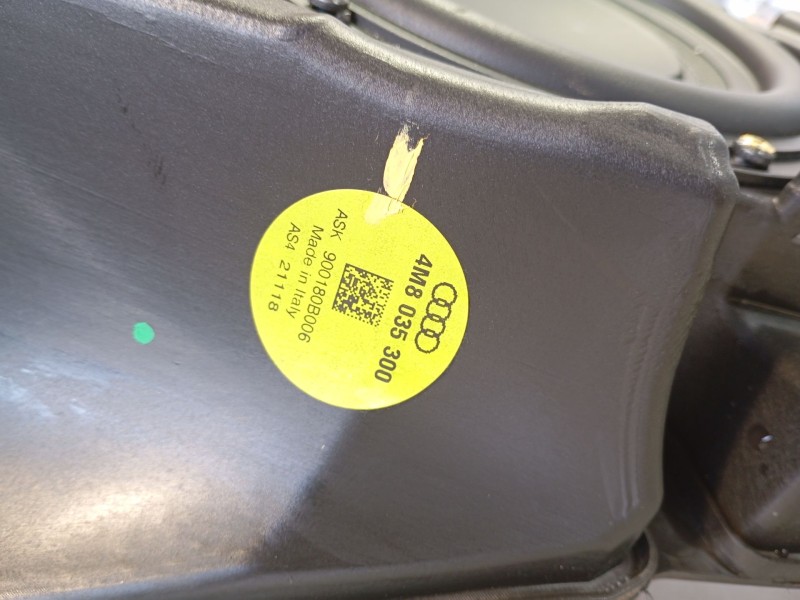 4M8 035 300
ASK 900180B006
Made in Italy
AS4 21118